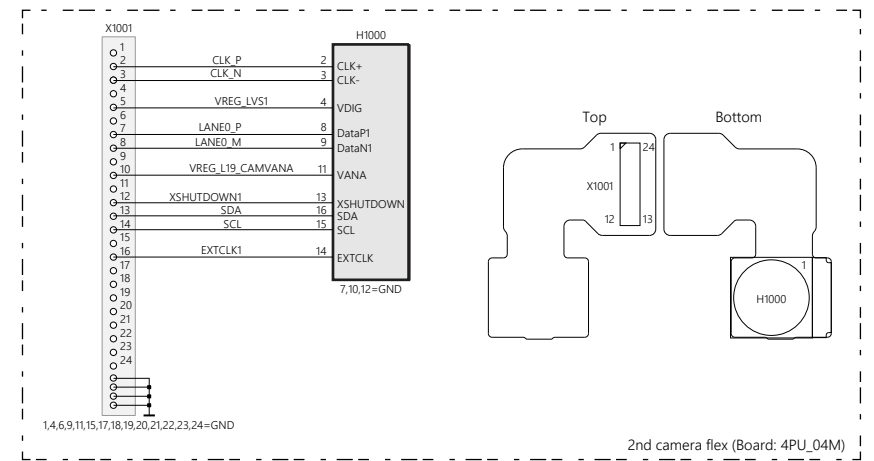 X1001
H1000
1
2 CLK_P 2 CLK+
3 CLK_N 3 CLK-
4
5 VREG_LVS1 4 VDIG
6
7 LANE0_P 8 DataP1
8 LANE0_M 9 DataN1
9
10 VREG_L19_CAMVANA 11 VANA
11
12 XSHUTDOWN1 13 XSHUTDOWN
13 SDA 16 SDA
14 SCL 15 SCL
15
16 EXTCLK1 14 EXTCLK
17
18
19
20
21
22
23
24
7,10,12=GND
1,4,6,9,11,15,17,18,19,20,21,22,23,24=GND
Top
Bottom
1 24
X1001
12 13
1
H1000
2nd camera flex (Board: 4PU_04M)